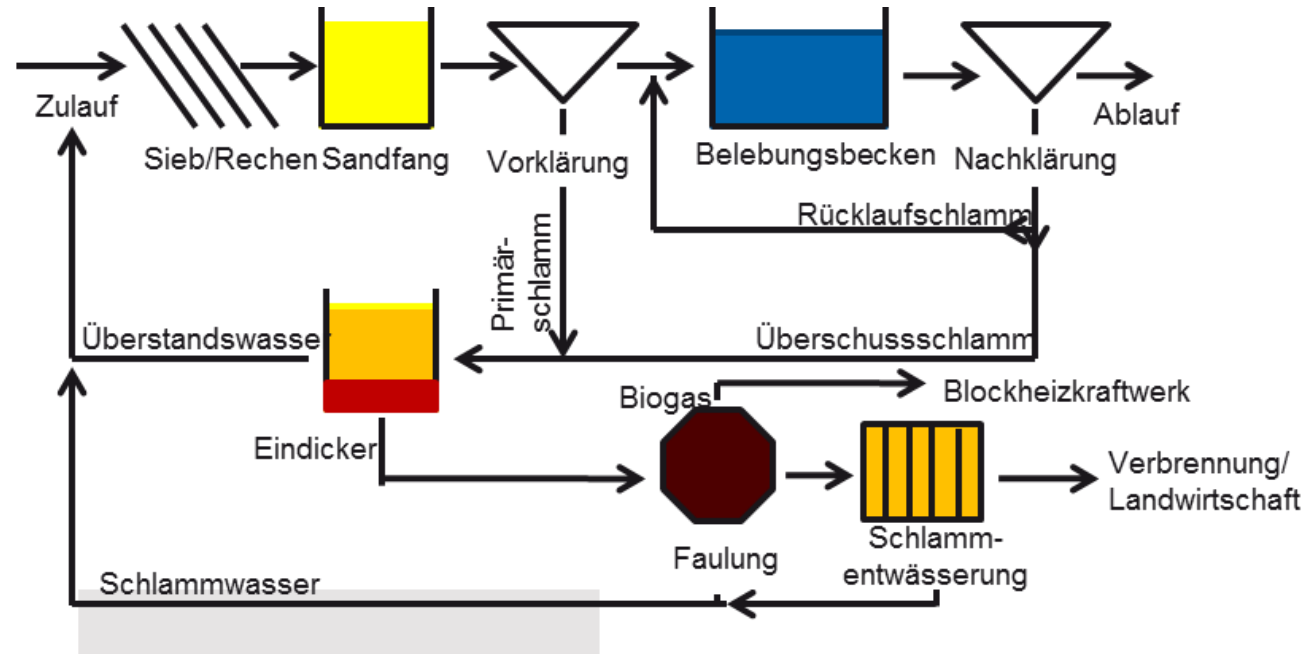 Zulauf
Sieb/Rechen
Sandfang
Vorklärung
Belebungsbecken
Nachklärung
Ablauf
Rücklaufschlamm
Primär-
schlamm
Überstandswasser
Überschussschlamm
Biogas
Blockheizkraftwerk
Eindicker
Verbrennung/
Landwirtschaft
Faulung
Schlamm-
entwässerung
Schlammwasser